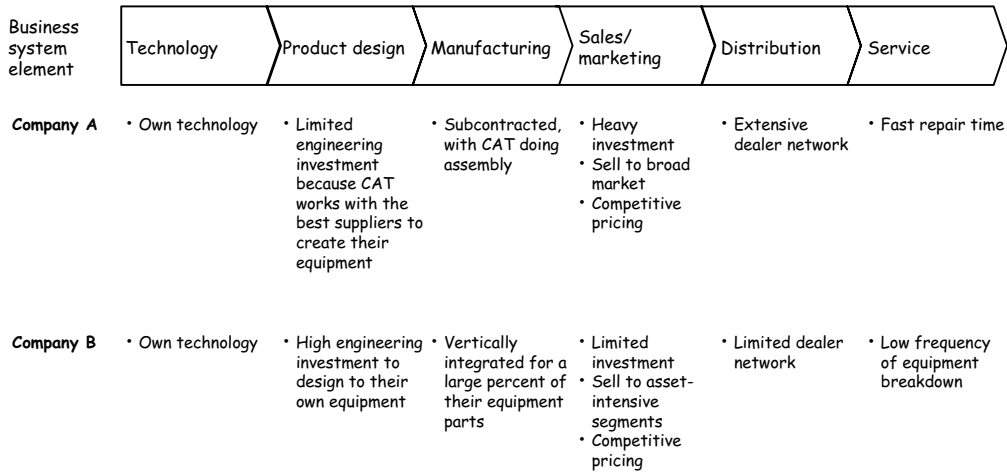 Business
system
element
Technology
Product design
Manufacturing
Sales/
marketing
Distribution
Service
Company A
• Own technology
• Limited
engineering
investment
because CAT
works with the
best suppliers to
create their
equipment
• Subcontracted,
with CAT doing
assembly
• Heavy
investment
• Sell to broad
market
• Competitive
pricing
• Extensive
dealer network
• Fast repair time
Company B
• Own technology
• High engineering
investment to
design to their
own equipment
• Vertically
integrated for a
large percent of
their equipment
parts
• Limited
investment
• Sell to asset-
intensive
segments
• Competitive
pricing
• Limited dealer
network
• Low frequency
of equipment
breakdown